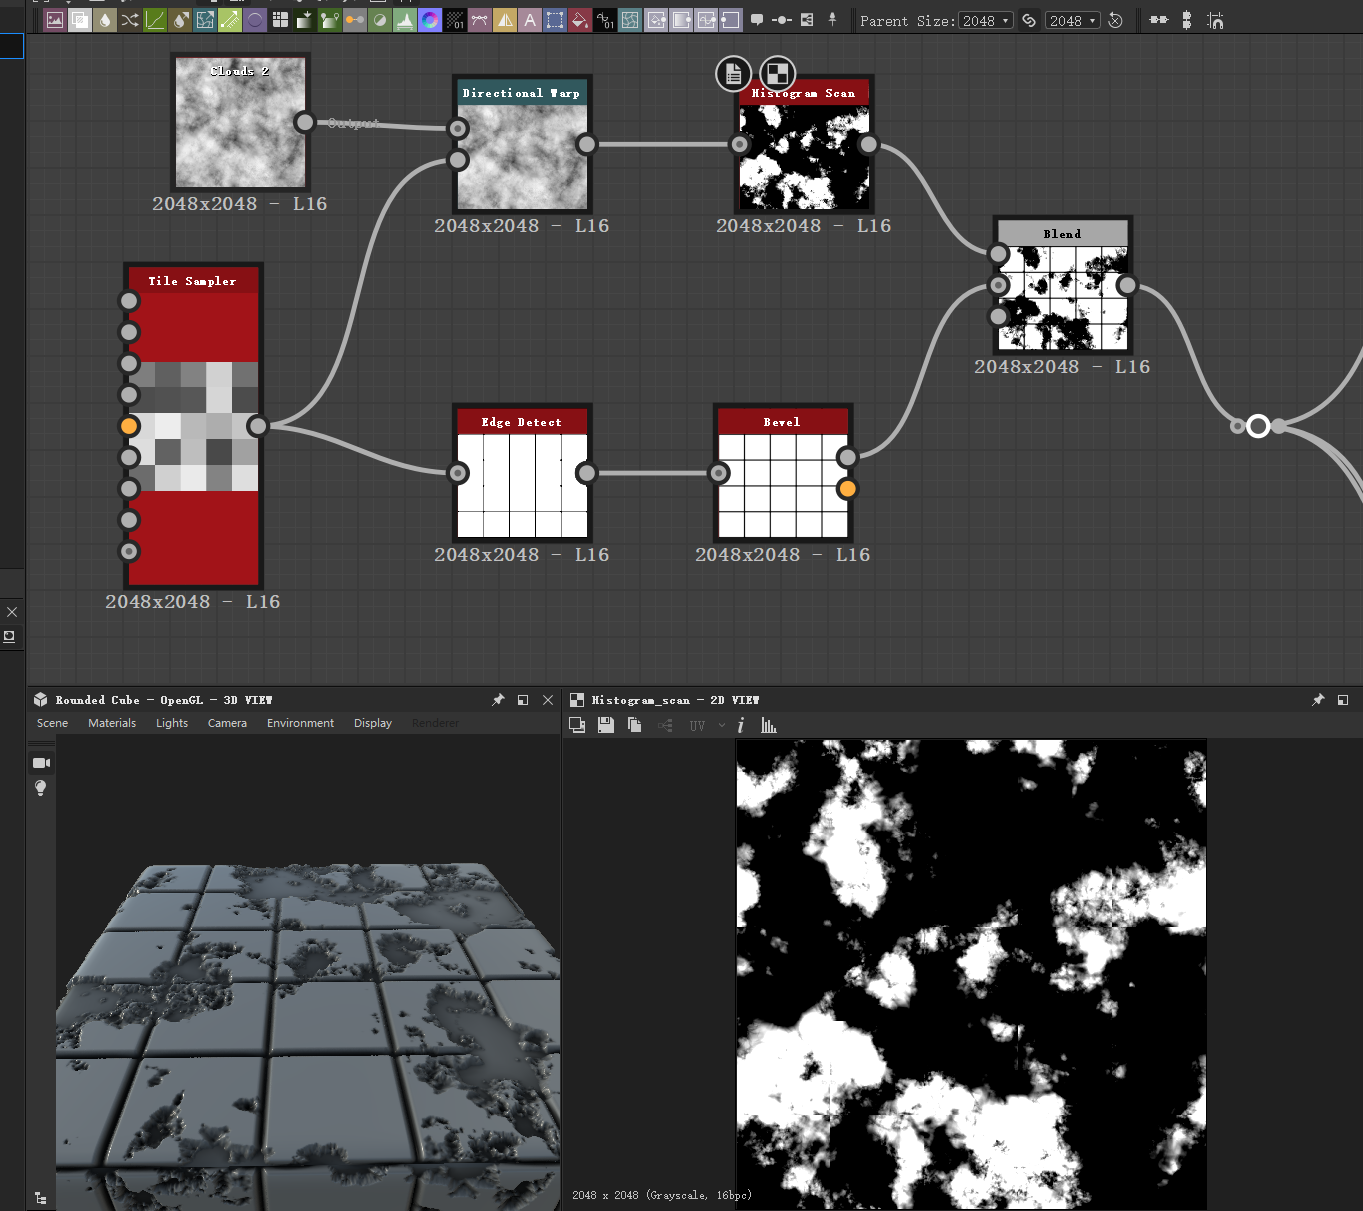 Parent Size: 2048 2048
Clouds 2
Output
2048x2048 - L16
Directional Warp
2048x2048 - L16
Histogram Scan
2048x2048 - L16
Blend
2048x2048 - L16
Tile Sampler
2048x2048 - L16
Edge Detect
2048x2048 - L16
Bevel
2048x2048 - L16
Rounded Cube - OpenGL - 3D VIEW
Scene Materials Lights Camera Environment Display Renderer
Histogram_scan - 2D VIEW
UV
2048 x 2048 (Grayscale, 16bpc)